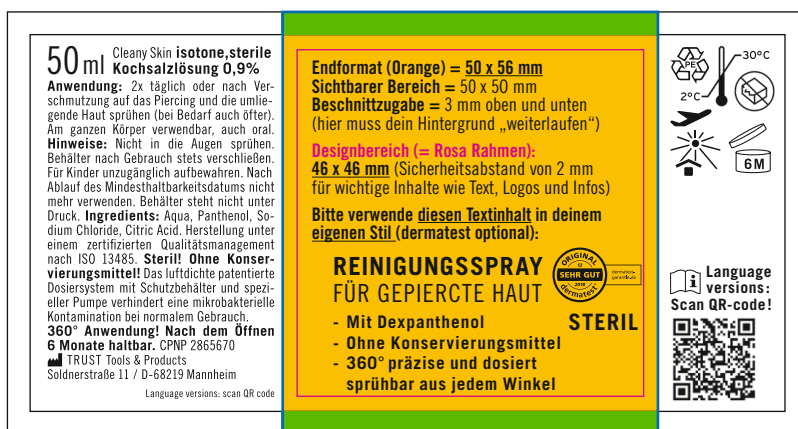 50 ml Cleany Skin isotone,sterile
Kochsalzlösung 0,9%
Anwendung: 2x täglich oder nach Ver-
schmutzung auf das Piercing und die umlie-
gende Haut sprühen (bei Bedarf auch öfter).
Am ganzen Körper verwendbar, auch oral.
Hinweise: Nicht in die Augen sprühen.
Behälter nach Gebrauch stets verschließen.
Für Kinder unzugänglich aufbewahren. Nach
Ablauf des Mindesthaltbarkeitsdatums nicht
mehr verwenden. Behälter steht nicht unter
Druck. Ingredients: Aqua, Panthenol, So-
dium Chloride, Citric Acid. Herstellung unter
einem zertifizierten Qualitätsmanagement
nach ISO 13485. Steril! Ohne Konser-
vierungsmittel! Das luftdichte patentierte
Dosiersystem mit Schutzbehälter und spezi-
eller Pumpe verhindert eine mikrobakterielle
Kontamination bei normalem Gebrauch.
360° Anwendung! Nach dem Öffnen
6 Monate haltbar. CPNP 2865670
TRUST Tools & Products
Soldnerstraße 11 / D-68219 Mannheim
Language versions: scan QR code
Endformat (Orange) = 50 x 56 mm
Sichtbarer Bereich = 50 x 50 mm
Beschnittzugabe = 3 mm oben und unten
(hier muss dein Hintergrund „weiterlaufen“)
Designbereich (= Rosa Rahmen):
46 x 46 mm (Sicherheitsabstand von 2 mm
für wichtige Inhalte wie Text, Logos und Infos)
Bitte verwende diesen Textinhalt in deinem
eigenen Stil (dermatest optional):
REINIGUNGSSPRAY
FÜR GEPIERCTE HAUT
ORIGINAL
SEHR GUT
2018
dermatest
dermatest-
garantie.de
STERIL
- Mit Dexpanthenol
- Ohne Konservierungsmittel
- 360° präzise und dosiert
sprühbar aus jedem Winkel
PE
30°C
2°C
6M
Language
versions:
Scan QR-code!